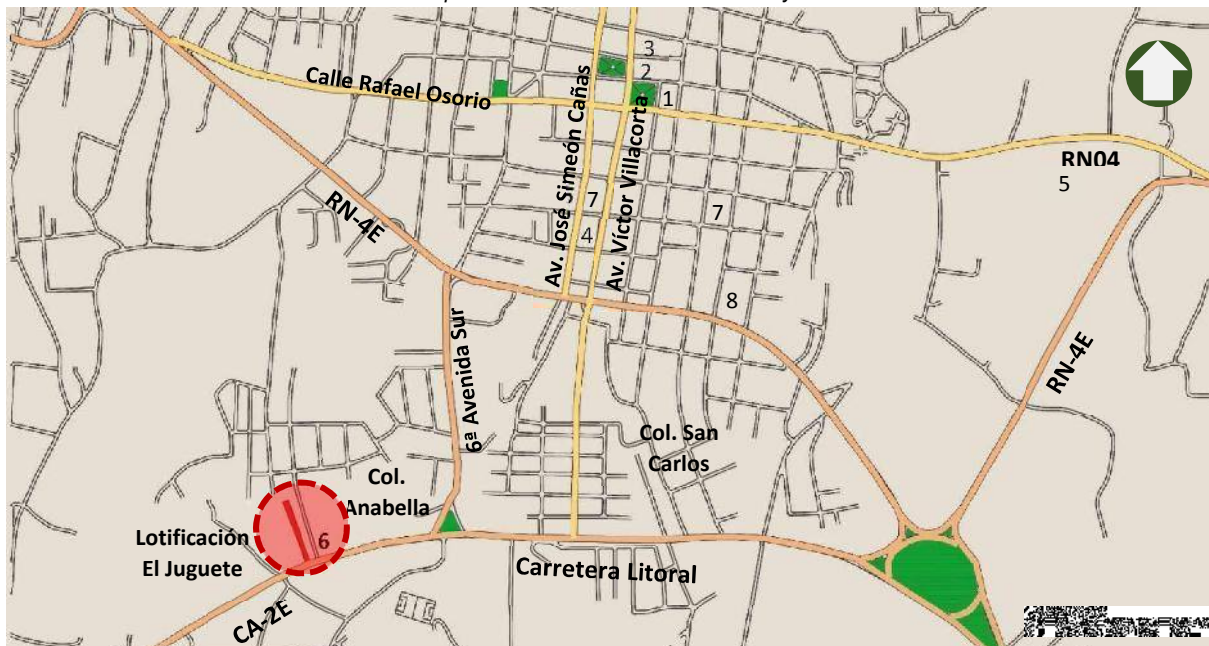 3
2
1
Calle Rafael Osorio
Av. José Simeón Cañas
Av. Víctor Villacorta
RN04
5
RN-4E
7
7
4
8
6ª Avenida Sur
RN-4E
Col. San
Carlos
Col.
Anabella
Lotificación
El Juguete
6
Carretera Litoral
CA-2E